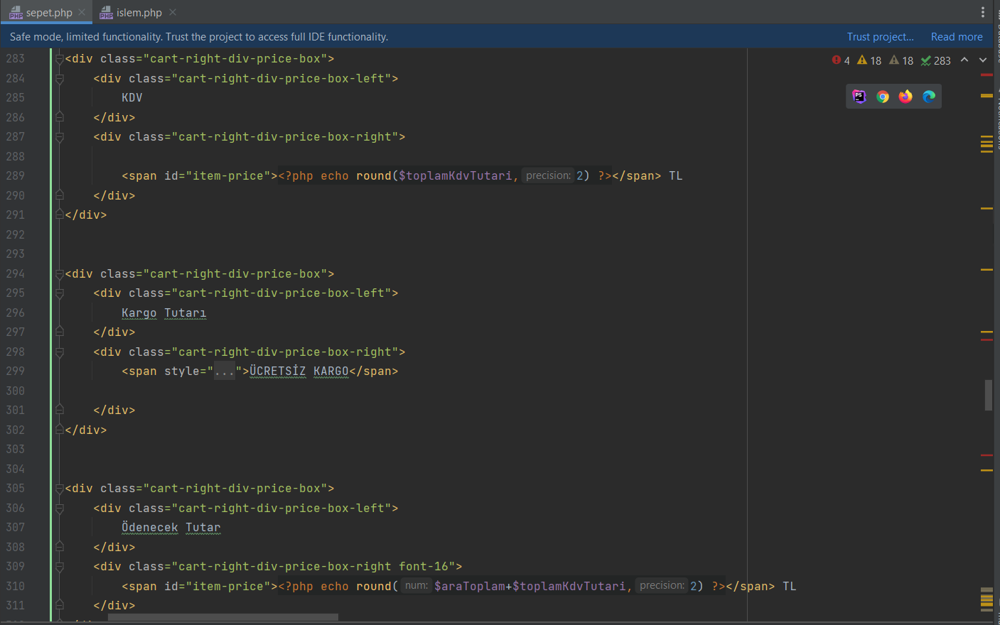 sepet.php
islem.php
Safe mode, limited functionality. Trust the project to access full IDE functionality. Trust project... Read more
4 18 18 283
283 <div class="cart-right-div-price-box">
284 <div class="cart-right-div-price-box-left">
285 KDV
286 </div>
287 <div class="cart-right-div-price-box-right">
288
289 <span id="item-price"><?php echo round($toplamKdvTutari, precision: 2) ?></span> TL
290 </div>
291 </div>
292
293
294 <div class="cart-right-div-price-box">
295 <div class="cart-right-div-price-box-left">
296 Kargo Tutarı
297 </div>
298 <div class="cart-right-div-price-box-right">
299 <span style="...">ÜCRETSİZ KARGO</span>
300
301 </div>
302 </div>
303
304
305 <div class="cart-right-div-price-box">
306 <div class="cart-right-div-price-box-left">
307 Ödenecek Tutar
308 </div>
309 <div class="cart-right-div-price-box-right font-16">
310 <span id="item-price"><?php echo round( num: $araToplam+$toplamKdvTutari, precision: 2) ?></span> TL
311 </div>